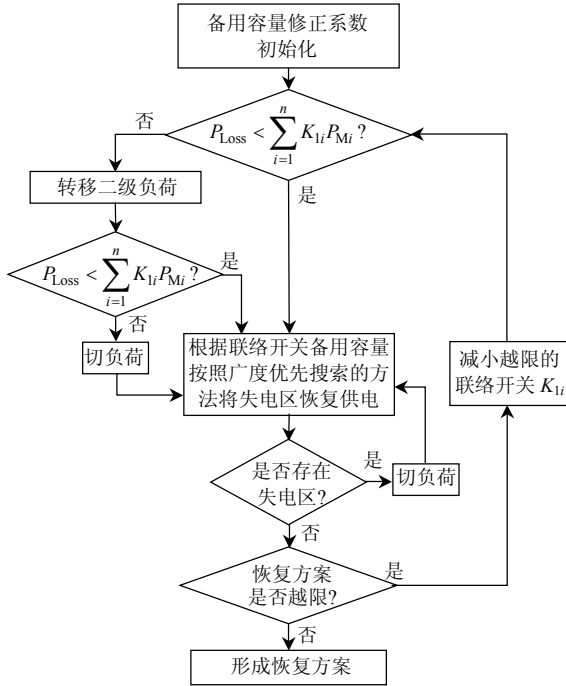 备用容量修正系数
初始化
否
P_Loss < ∑_{i=1}^{n} K_{1i} P_{Mi} ?
转移二级负荷
是
P_Loss < ∑_{i=1}^{n} K_{1i} P_{Mi} ?
是
否
切负荷
根据联络开关备用容量
按照广度优先搜索的方
法将失电区恢复供电
减小越限的
联络开关 K_{1i}
是否存在
失电区?
是
切负荷
否
恢复方案
是否越限?
是
否
形成恢复方案